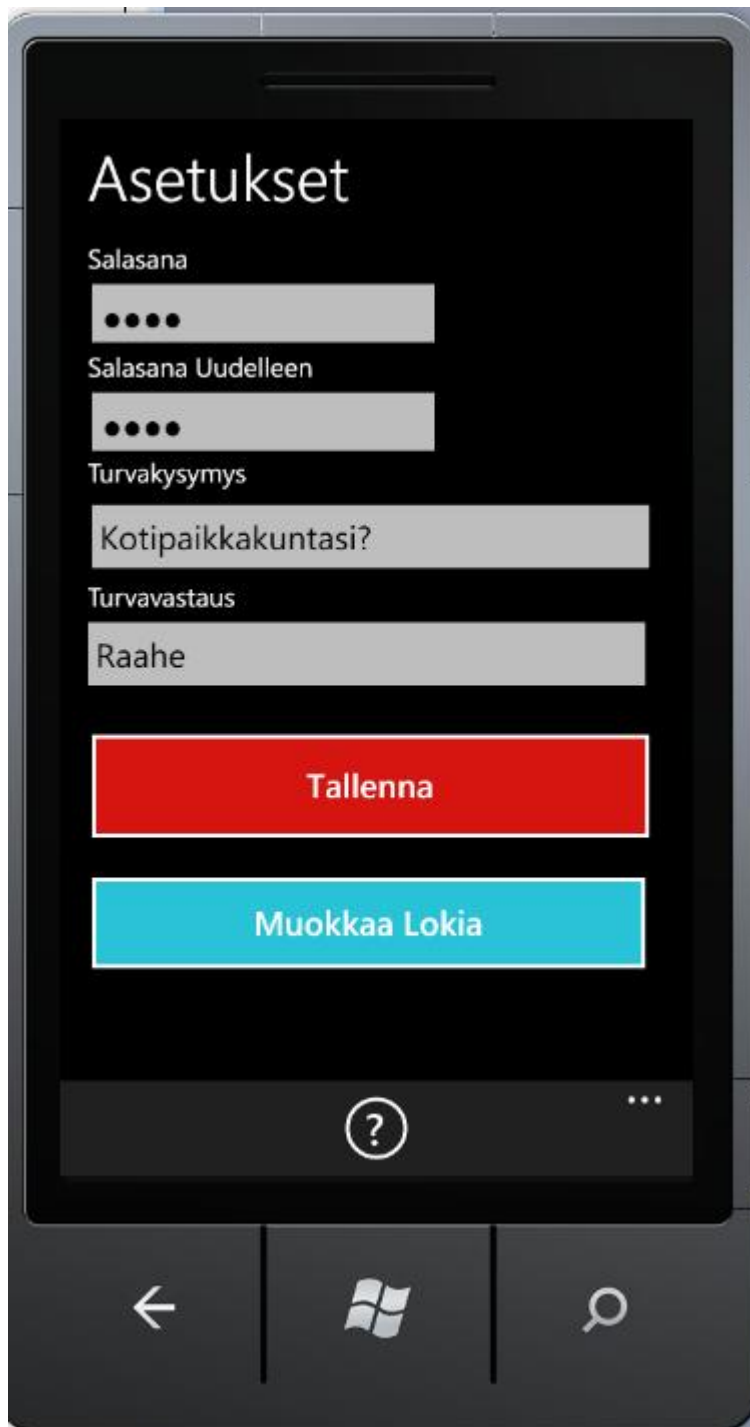 Asetukset
Salasana
••••
Salasana Uudelleen
••••
Turvakysymys
Kotipaikkakuntasi?
Turvavastaus
Raahe
Tallenna
Muokkaa Lokia
?
...